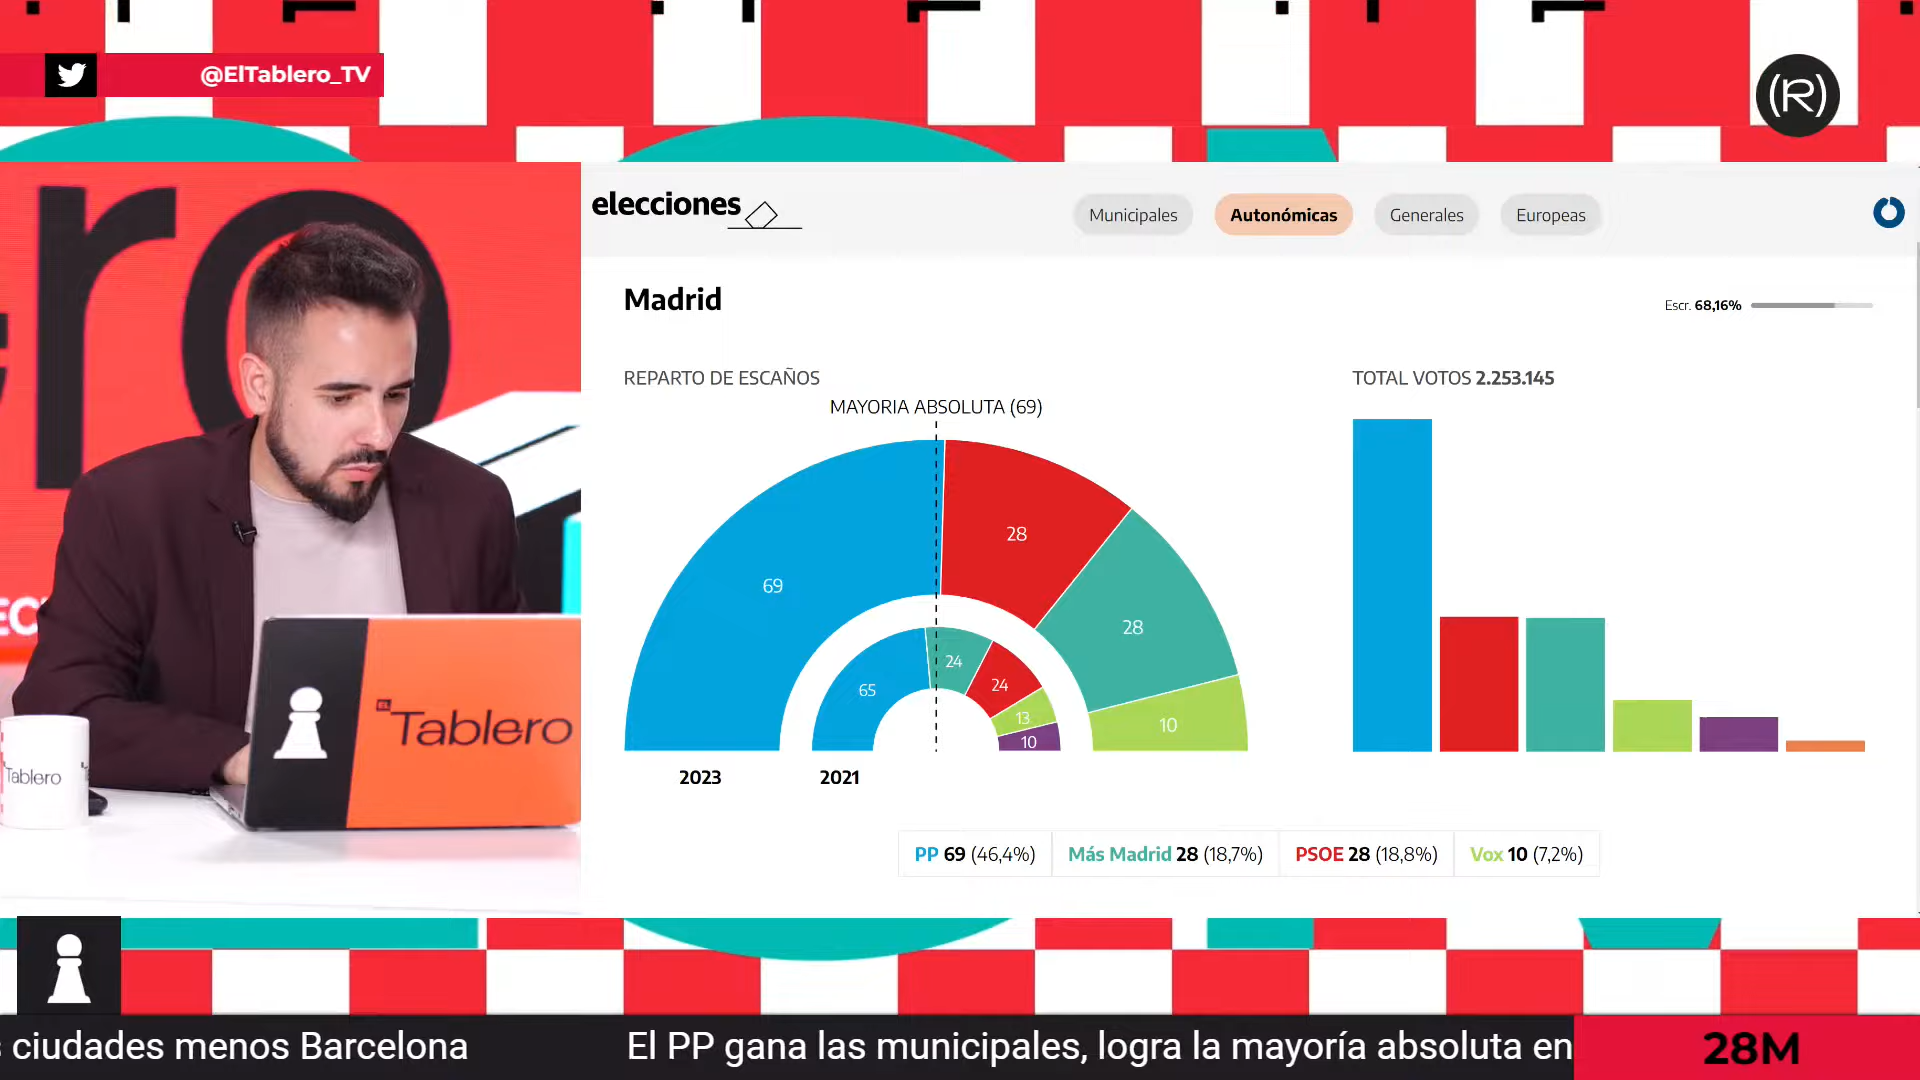 @ElTablero_TV
(R)
ero
EC
EL Tablero
Tablero
elecciones
Municipales
Autonómicas
Generales
Europeas
Madrid
Escr. 68,16%
REPARTO DE ESCAÑOS
MAYORIA ABSOLUTA (69)
69
28
28
10
65
24
24
13
10
2023
2021
TOTAL VOTOS 2.253.145
PP 69 (46,4%)
Más Madrid 28 (18,7%)
PSOE 28 (18,8%)
Vox 10 (7,2%)
ciudades menos Barcelona
El PP gana las municipales, logra la mayoría absoluta en
28M